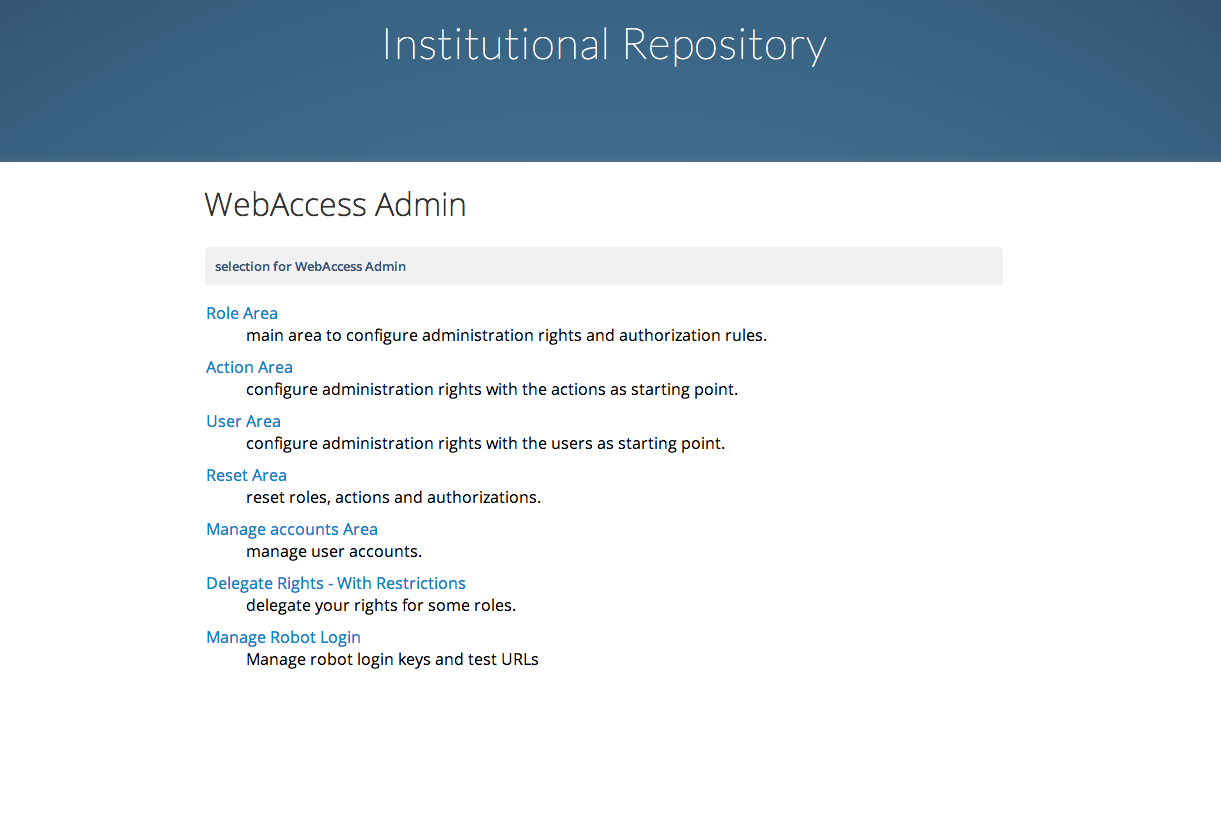 Institutional Repository
WebAccess Admin
selection for WebAccess Admin
Role Area
main area to configure administration rights and authorization rules.
Action Area
configure administration rights with the actions as starting point.
User Area
configure administration rights with the users as starting point.
Reset Area
reset roles, actions and authorizations.
Manage accounts Area
manage user accounts.
Delegate Rights - With Restrictions
delegate your rights for some roles.
Manage Robot Login
Manage robot login keys and test URLs